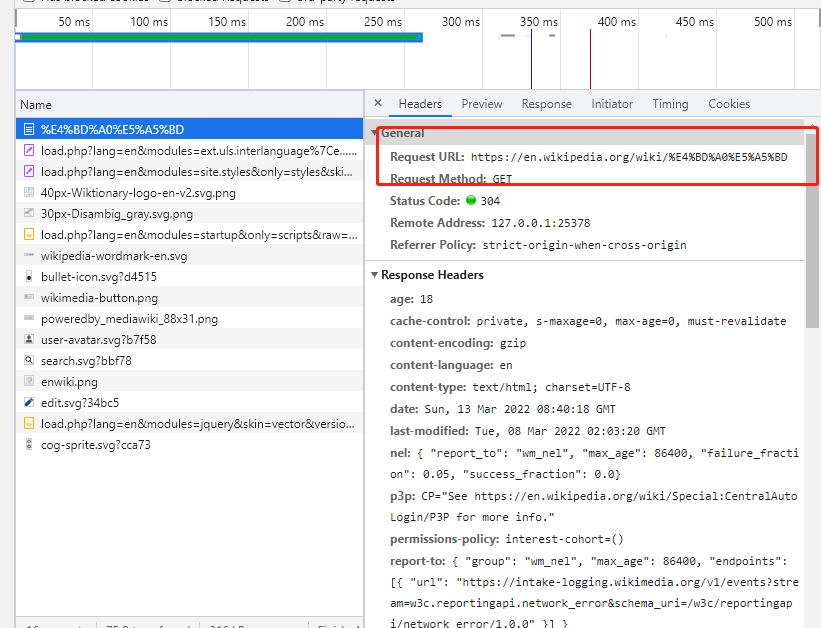 50 ms 100 ms 150 ms 200 ms 250 ms 300 ms 350 ms 400 ms 450 ms 500 ms
Name
%E4%BD%A0%E5%A5%BD
load.php?lang=en&modules=ext.uls.interlanguage%7Ce……
load.php?lang=en&modules=site.styles&only=styles&ski...
40px-Wiktionary-logo-en-v2.svg.png
30px-Disambig_gray.svg.png
load.php?lang=en&modules=startup&only=scripts&raw=...
wikipedia-wordmark-en.svg
bullet-icon.svg?d4515
wikimedia-button.png
poweredby_mediawiki_88x31.png
user-avatar.svg?b7f58
search.svg?bbf78
enwiki.png
edit.svg?34bc5
load.php?lang=en&modules=jquery&skin=vector&versio...
cog-sprite.svg?cca73
× Headers Preview Response Initiator Timing Cookies
General
Request URL: https://en.wikipedia.org/wiki/%E4%BD%A0%E5%A5%BD
Request Method: GET
Status Code: 304
Remote Address: 127.0.0.1:25378
Referrer Policy: strict-origin-when-cross-origin
Response Headers
age: 18
cache-control: private, s-maxage=0, max-age=0, must-revalidate
content-encoding: gzip
content-language: en
content-type: text/html; charset=UTF-8
date: Sun, 13 Mar 2022 08:40:18 GMT
last-modified: Tue, 08 Mar 2022 02:03:20 GMT
nel: { "report_to": "wm_nel", "max_age": 86400, "failure_fracti
on": 0.05, "success_fraction": 0.0}
p3p: CP="See https://en.wikipedia.org/wiki/Special:CentralAuto
Login/P3P for more info."
permissions-policy: interest-cohort=()
report-to: { "group": "wm_nel", "max_age": 86400, "endpoints":
[{ "url": "https://intake-logging.wikimedia.org/v1/events?stre
am=w3c.reportingapi.network_error&schema_uri=/w3c/reportingap
i/network_error/1.0.0" }] }